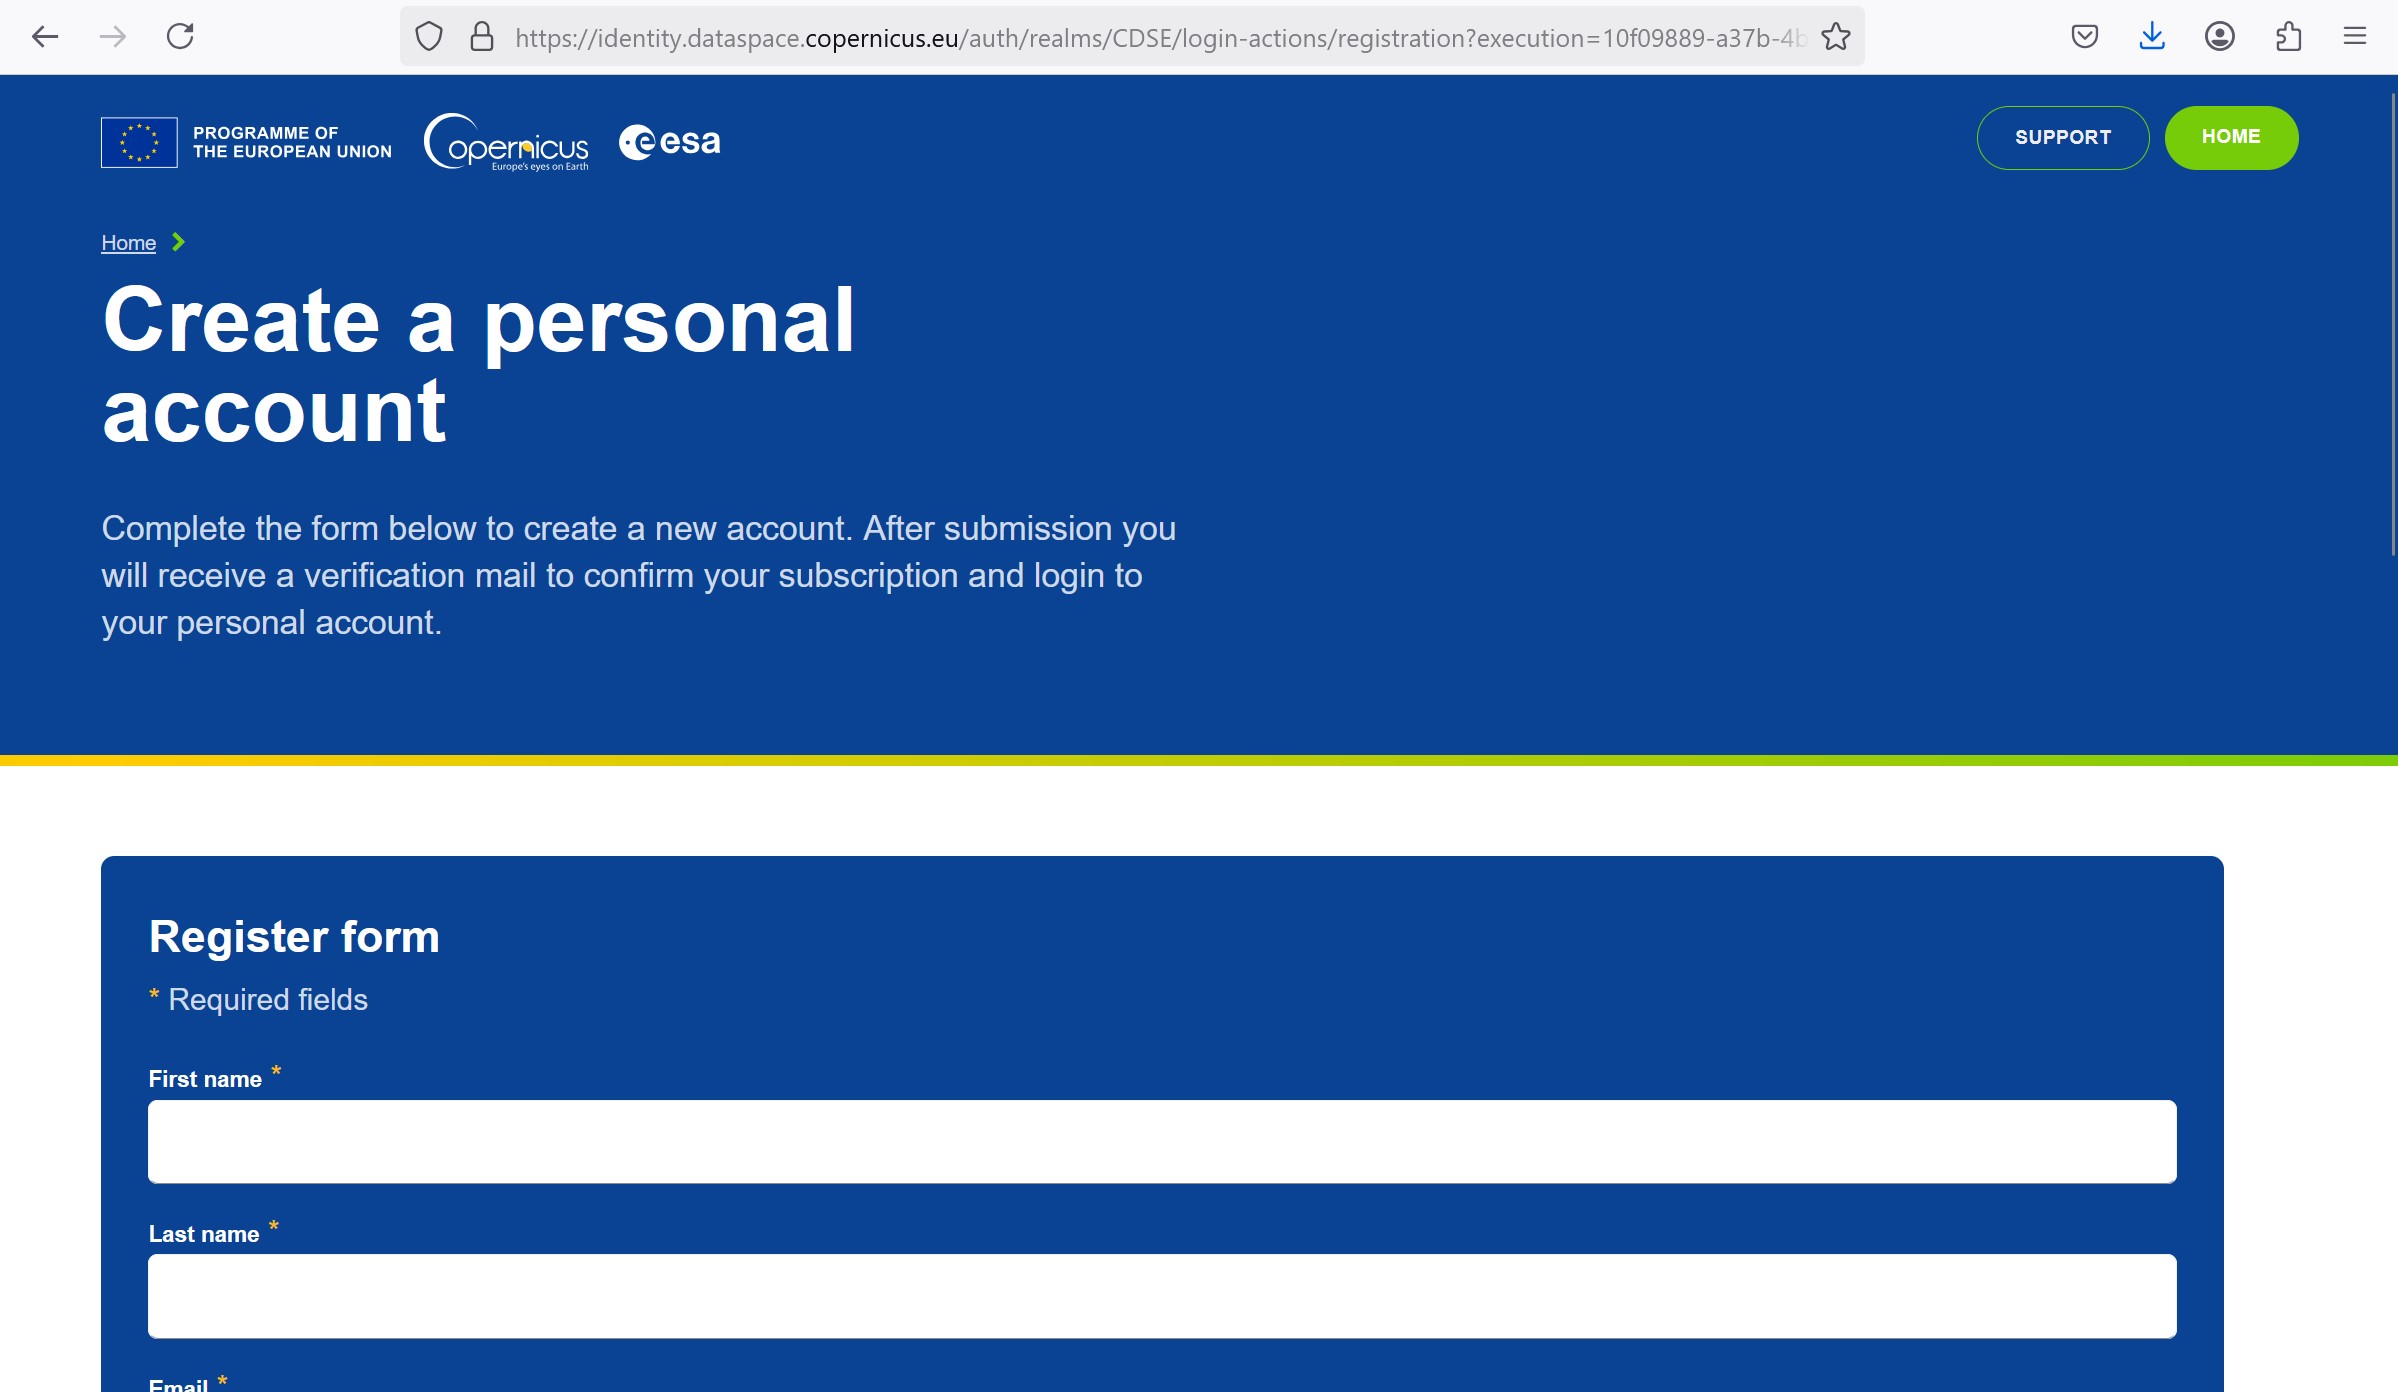 https://identity.dataspace.copernicus.eu/auth/realms/CDSE/login-actions/registration?execution=10f09889-a37b-4b
PROGRAMME OF
THE EUROPEAN UNION
opernicus
Europe's eyes on Earth
esa
SUPPORT
HOME
Home
Create a personal
account
Complete the form below to create a new account. After submission you
will receive a verification mail to confirm your subscription and login to
your personal account.
Register form
* Required fields
First name *
Last name *
Email *